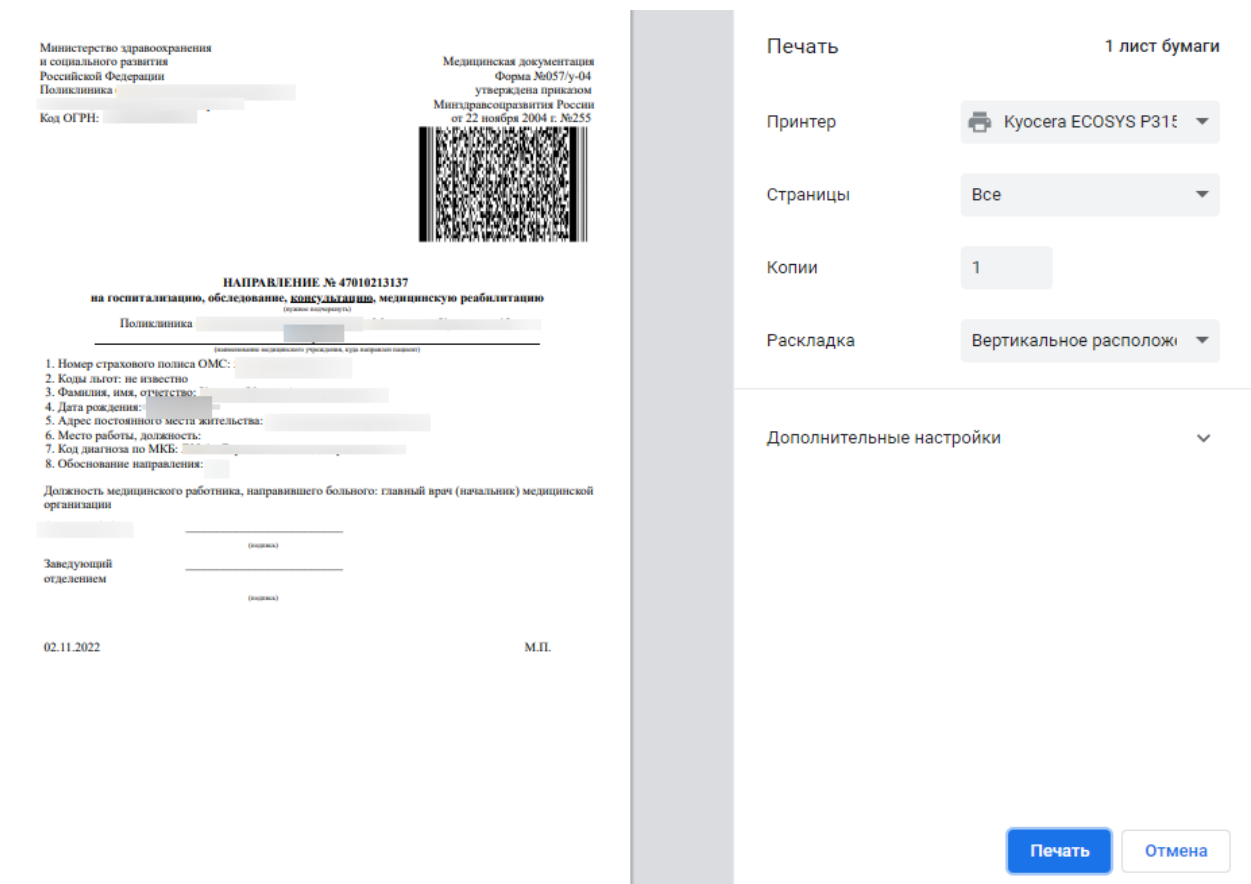 Министерство здравоохранения
и социального развития
Российской Федерации
Поликлиника
Код ОГРН:
Медицинская документация
Форма №057/у-04
утверждена приказом
Минздравсоцразвития России
от 22 ноября 2004 г. №255
НАПРАВЛЕНИЕ № 47010213137
на госпитализацию, обследование, консультацию, медицинскую реабилитацию
(нужное подчеркнуть)
Поликлиника
(наименование медицинского учреждения, куда направлен пациент)
1. Номер страхового полиса ОМС:
2. Коды льгот: не известно
3. Фамилия, имя, отчетство:
4. Дата рождения:
5. Адрес постоянного места жительства:
6. Место работы, должность:
7. Код диагноза по МКБ:
8. Обоснование направления:
Должность медицинского работника, направившего больного: главный врач (начальник) медицинской
организации
(подпись)
Заведующий
отделением
(подпись)
02.11.2022 М.П.
Печать 1 лист бумаги
Принтер Kyocera ECOSYS P315
Страницы Все
Копии 1
Раскладка Вертикальное располож
Дополнительные настройки
Печать Отмена